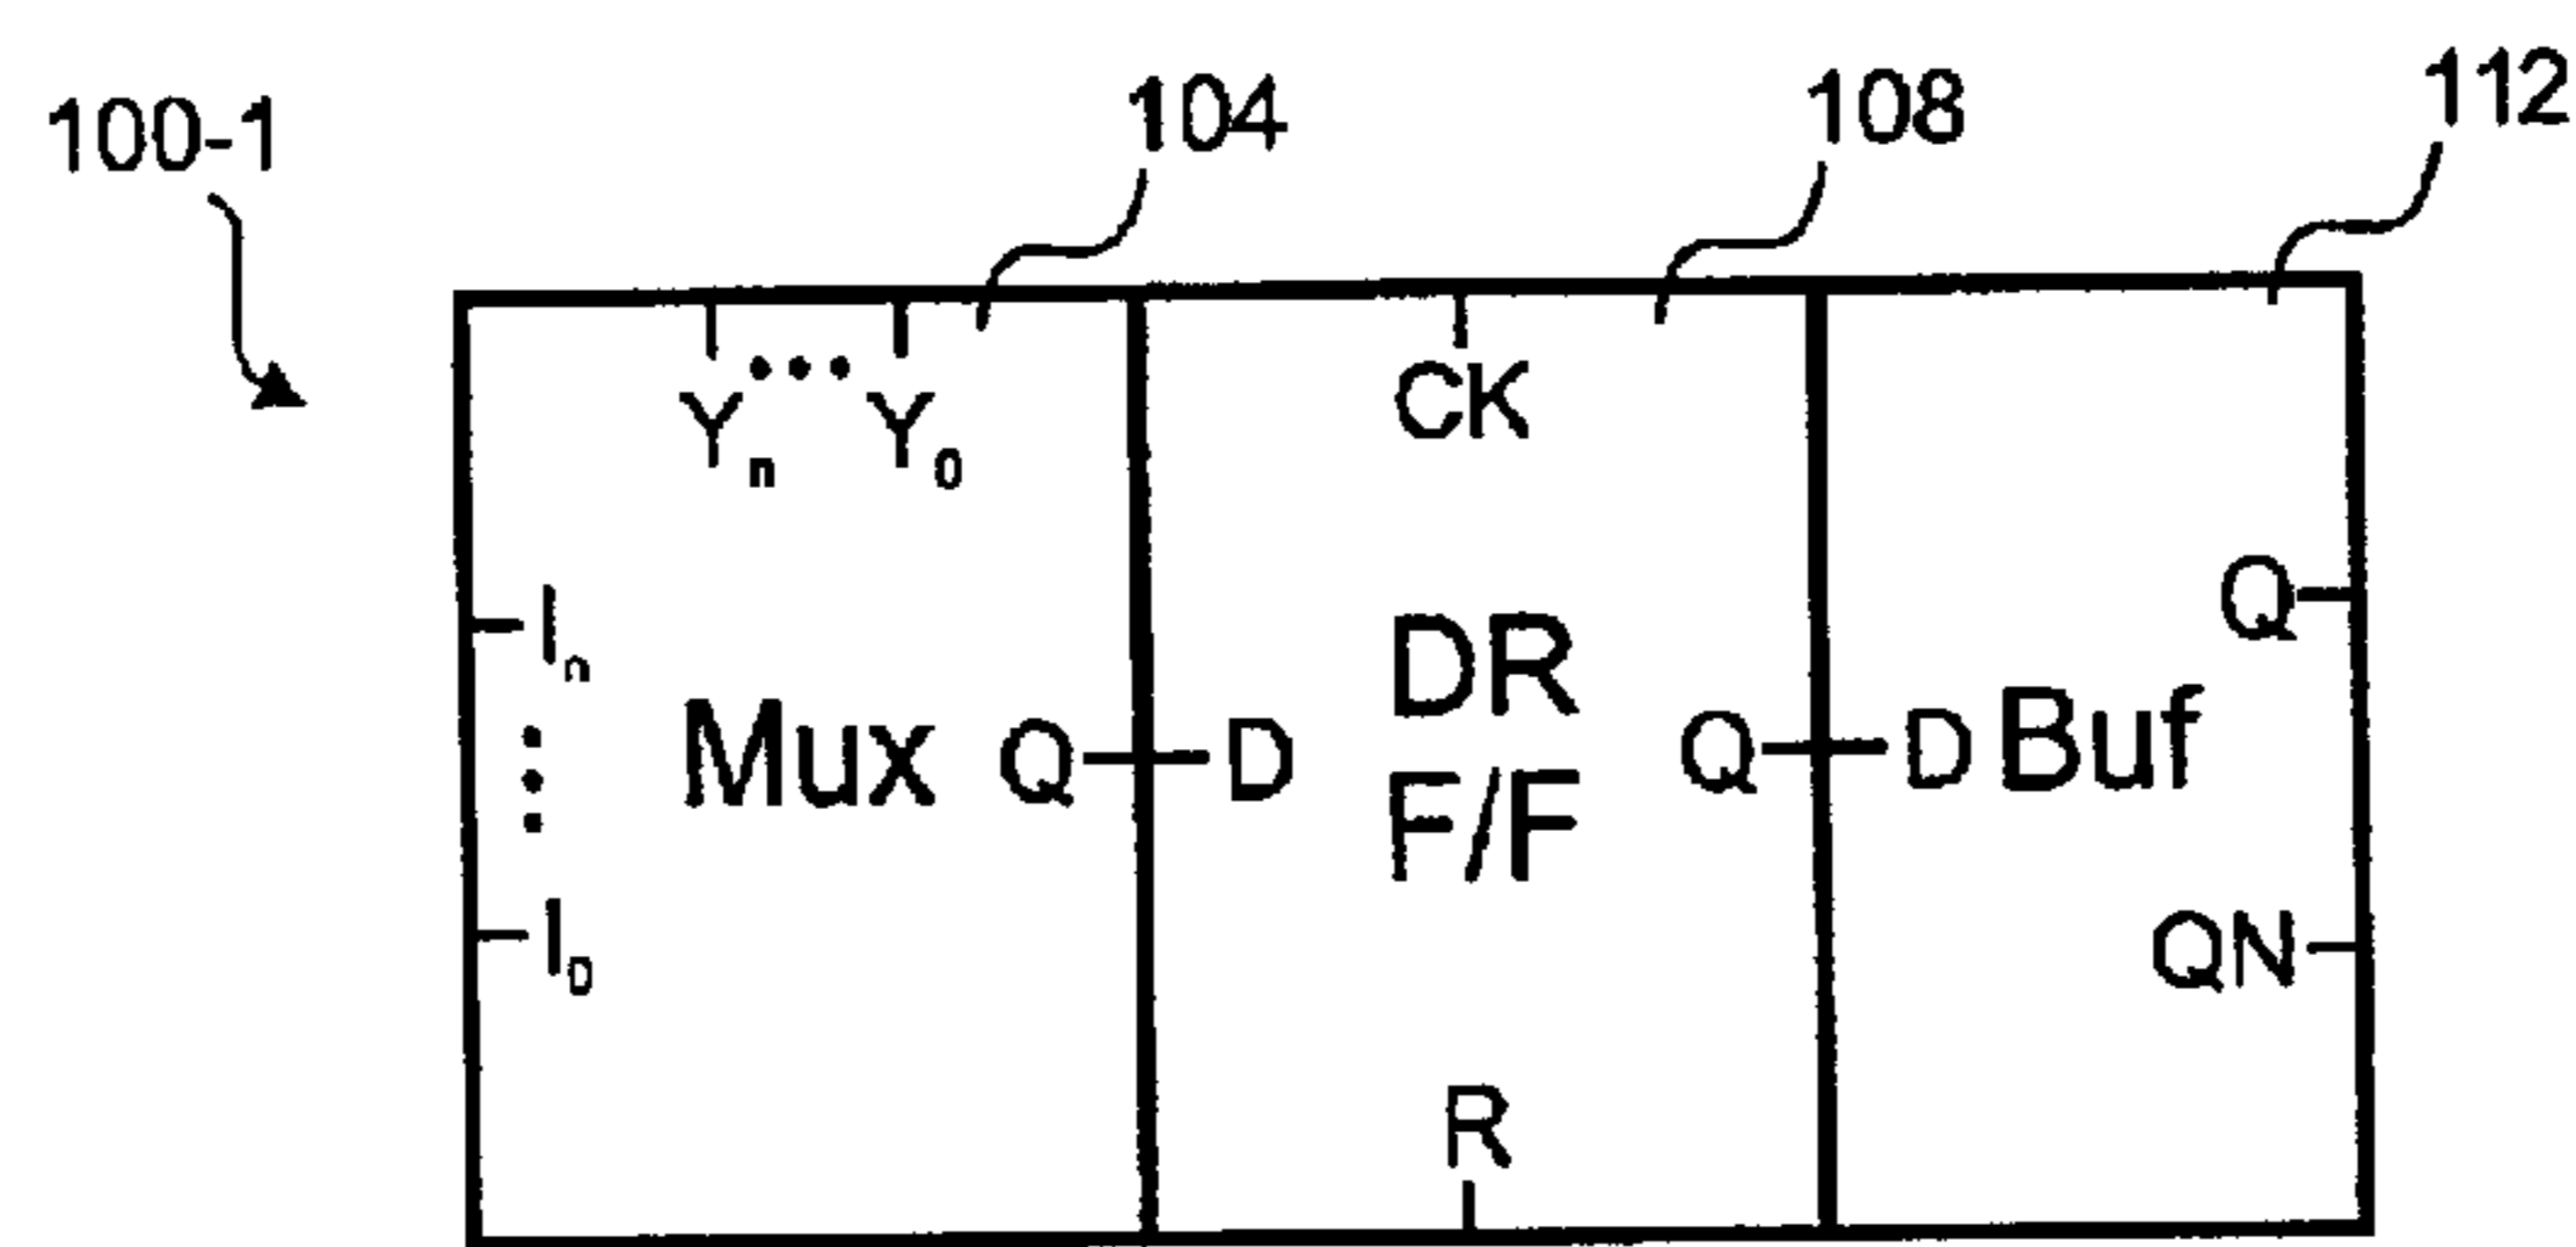 100-1
104
108
112
Yn ••• Y0
CK
In
I0
Mux
Q
D
DR
F/F
Q
D
Buf
Q
QN
R